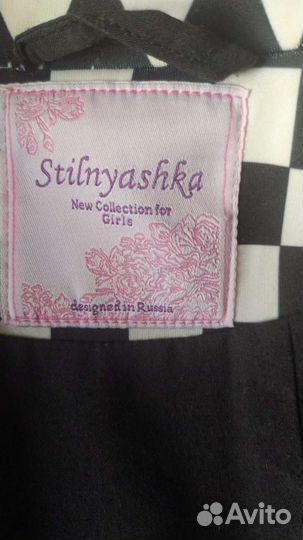 Stilnyashka
New Collection for
Girls
designed in Russia
Avito